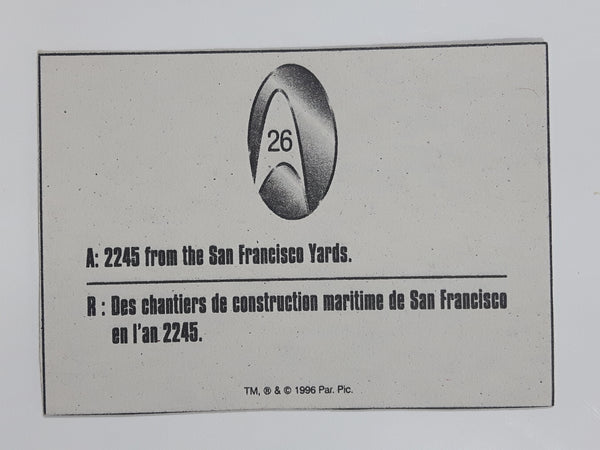 26
A: 2245 from the San Francisco Yards.
R : Des chantiers de construction maritime de San Francisco
en l'an 2245.
TM, ® & © 1996 Par. Pic.